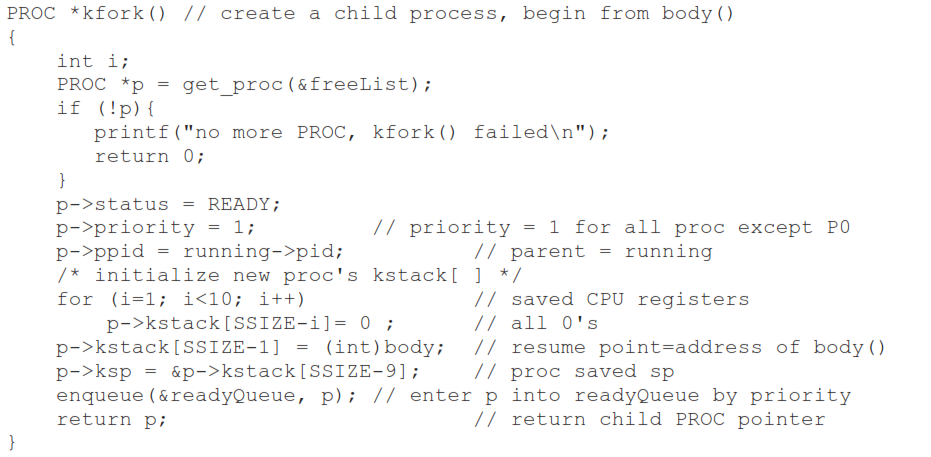 PROC *kfork() // create a child process, begin from body()
{
    int i;
    PROC *p = get_proc(&freeList);
    if (!p){
       printf("no more PROC, kfork() failed\n");
       return 0;
    }
    p->status = READY;
    p->priority = 1;         // priority = 1 for all proc except P0
    p->ppid = running->pid;          // parent = running
    /* initialize new proc's kstack[ ] */
    for (i=1; i<10; i++)             // saved CPU registers
        p->kstack[SSIZE-i]= 0 ;      // all 0's
    p->kstack[SSIZE-1] = (int)body;  // resume point=address of body()
    p->ksp = &p->kstack[SSIZE-9];    // proc saved sp
    enqueue(&readyQueue, p); // enter p into readyQueue by priority
    return p;                        // return child PROC pointer
}